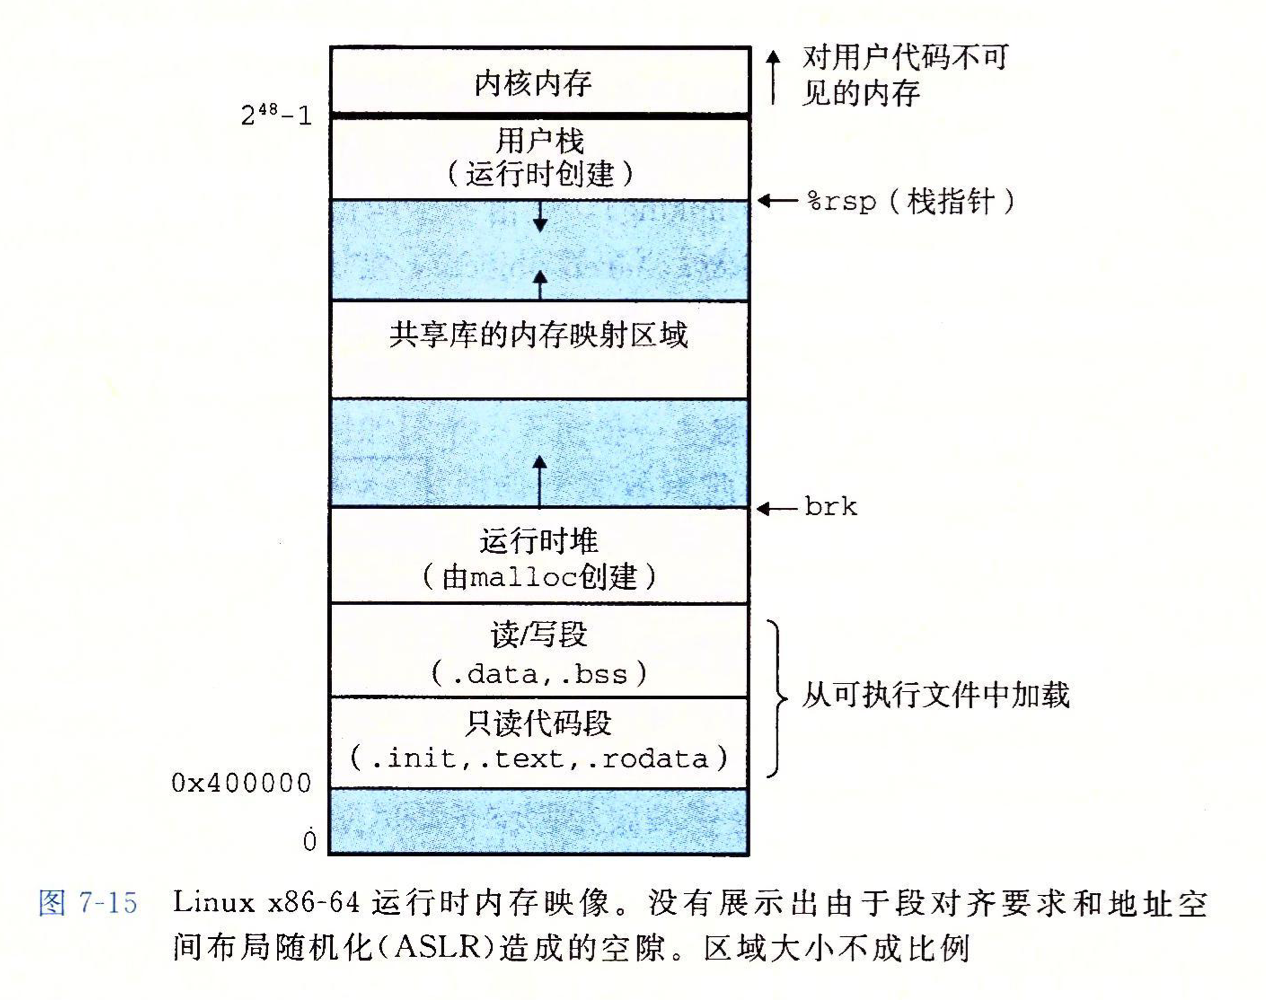 内核内存
对用户代码不可
见的内存
2⁴⁸-1
用户栈
(运行时创建)
%rsp(栈指针)
共享库的内存映射区域
brk
运行时堆
(由malloc创建)
读/写段
(.data,.bss)
从可执行文件中加载
只读代码段
(.init,.text,.rodata)
0x400000
0
图 7-15 Linux x86-64 运行时内存映像。没有展示出由于段对齐要求和地址空
间布局随机化(ASLR)造成的空隙。区域大小不成比例